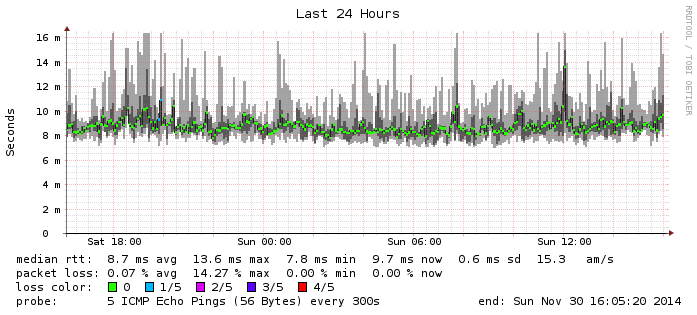 Last 24 Hours
RRDTOOL / TOBI OETIKER
Seconds
16 m
14 m
12 m
10 m
8 m
6 m
4 m
2 m
0
Sat 18:00 Sun 00:00 Sun 06:00 Sun 12:00
median rtt: 8.7 ms avg 13.6 ms max 7.8 ms min 9.7 ms now 0.6 ms sd 15.3 am/s
packet loss: 0.07 % avg 14.27 % max 0.00 % min 0.00 % now
loss color: 0 1/5 2/5 3/5 4/5
probe: 5 ICMP Echo Pings (56 Bytes) every 300s end: Sun Nov 30 16:05:20 2014